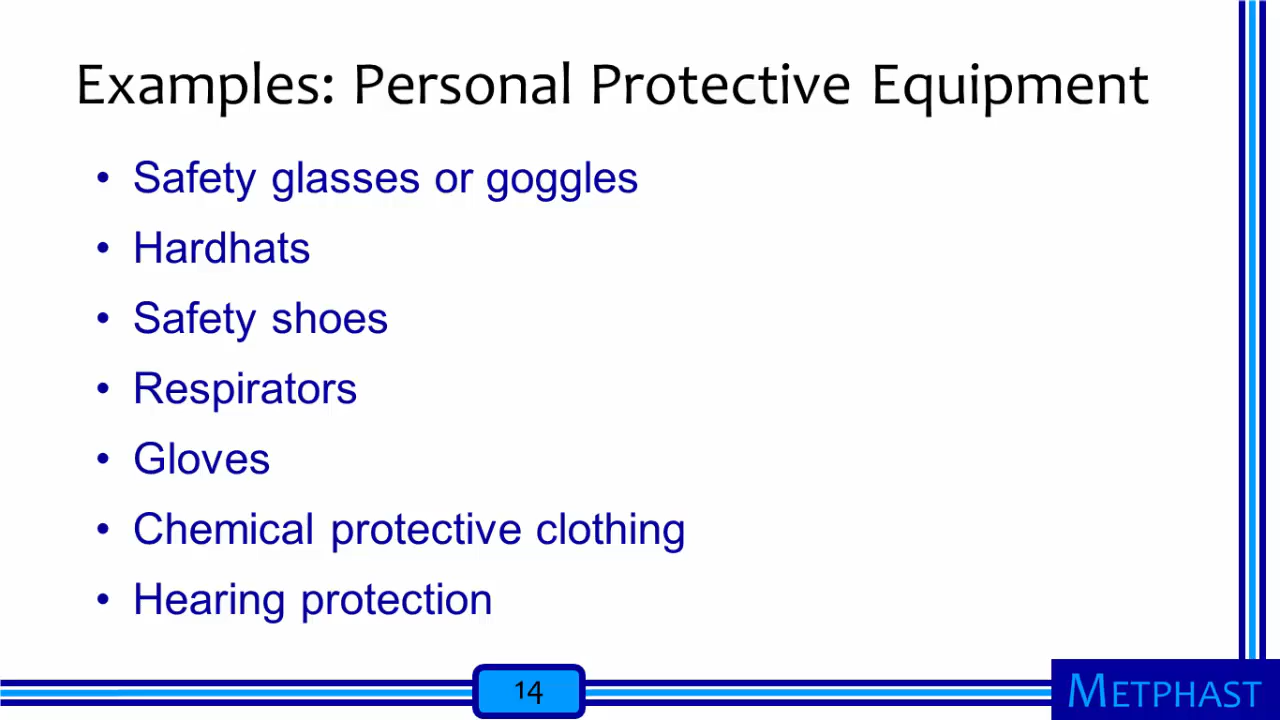 Examples: Personal Protective Equipment
• Safety glasses or goggles
• Hardhats
• Safety shoes
• Respirators
• Gloves
• Chemical protective clothing
• Hearing protection
14
METPHAST